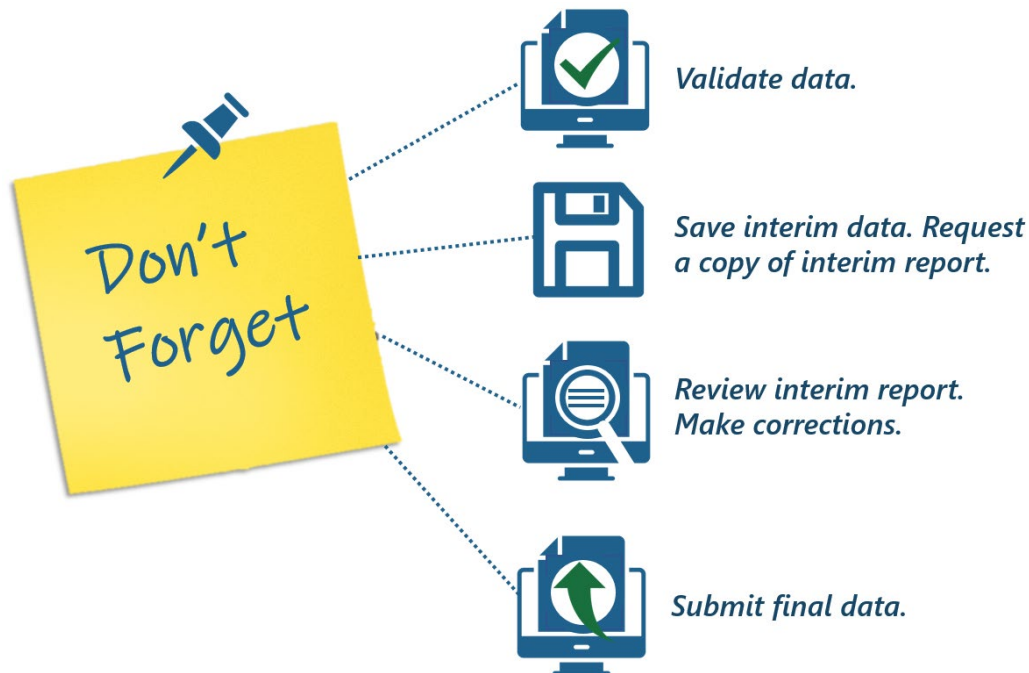 Don't
Forget
Validate data.
Save interim data. Request
a copy of interim report.
Review interim report.
Make corrections.
Submit final data.